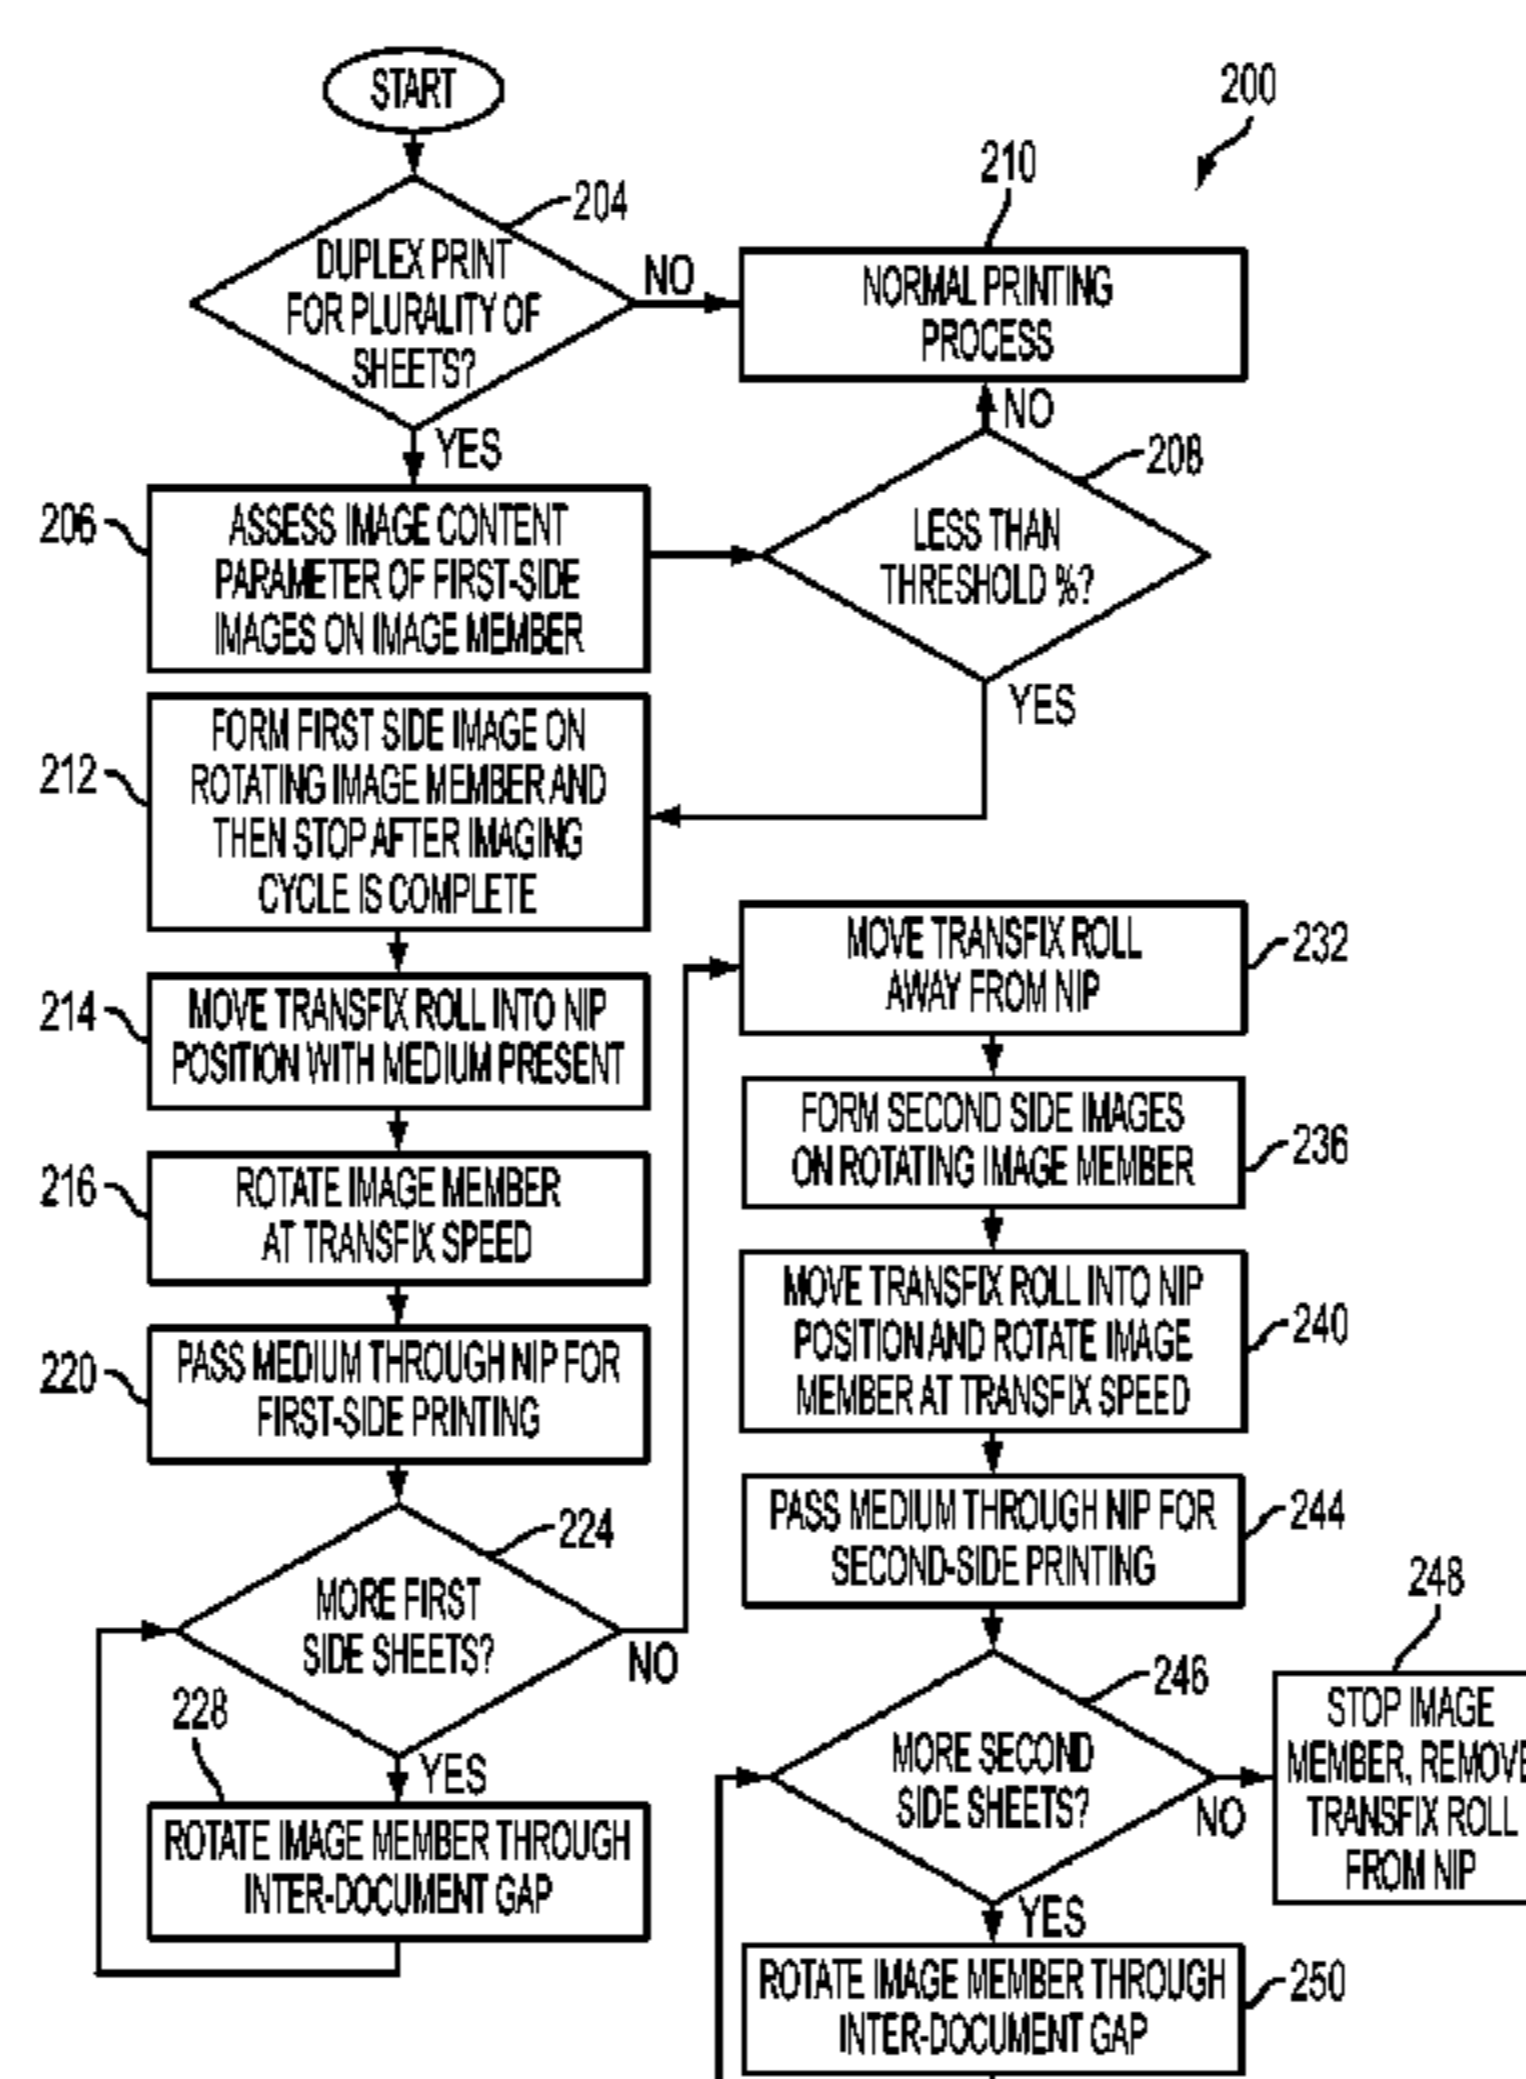 START
200
204
DUPLEX PRINT
FOR PLURALITY OF
SHEETS?
NO
210
NORMAL PRINTING
PROCESS
YES
NO
206
ASSESS IMAGE CONTENT
PARAMETER OF FIRST-SIDE
IMAGES ON IMAGE MEMBER
208
LESS THAN
THRESHOLD %?
YES
212
FORM FIRST SIDE IMAGE ON
ROTATING IMAGE MEMBER AND
THEN STOP AFTER IMAGING
CYCLE IS COMPLETE
214
MOVE TRANSFIX ROLL INTO NIP
POSITION WITH MEDIUM PRESENT
216
ROTATE IMAGE MEMBER
AT TRANSFIX SPEED
220
PASS MEDIUM THROUGH NIP FOR
FIRST-SIDE PRINTING
224
MORE FIRST
SIDE SHEETS?
NO
YES
228
ROTATE IMAGE MEMBER THROUGH
INTER-DOCUMENT GAP
232
MOVE TRANSFIX ROLL
AWAY FROM NIP
236
FORM SECOND SIDE IMAGES
ON ROTATING IMAGE MEMBER
240
MOVE TRANSFIX ROLL INTO NIP
POSITION AND ROTATE IMAGE
MEMBER AT TRANSFIX SPEED
244
PASS MEDIUM THROUGH NIP FOR
SECOND-SIDE PRINTING
246
MORE SECOND
SIDE SHEETS?
NO
248
STOP IMAGE
MEMBER, REMOVE
TRANSFIX ROLL
FROM NIP
YES
250
ROTATE IMAGE MEMBER THROUGH
INTER-DOCUMENT GAP